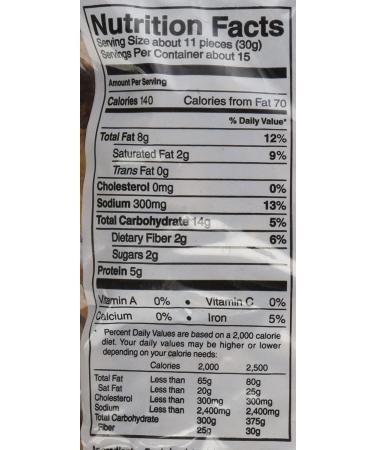 Nutrition Facts
Serving Size about 11 pieces (30g)
Servings Per Container about 15
Amount Per Serving
Calories 140 Calories from Fat 70
% Daily Value*
Total Fat 8g 12%
Saturated Fat 2g 9%
Trans Fat 0g
Cholesterol 0mg 0%
Sodium 300mg 13%
Total Carbohydrate 14g 5%
Dietary Fiber 2g 6%
Sugars 2g
Protein 5g
Vitamin A 0% • Vitamin C 0%
Calcium 0% • Iron 5%
* Percent Daily Values are based on a 2,000 calorie
diet. Your daily values may be higher or lower
depending on your calorie needs:
Calories 2,000 2,500
Total Fat Less than 65g 80g
Sat Fat Less than 20g 25g
Cholesterol Less than 300mg 300mg
Sodium Less than 2,400mg 2,400mg
Total Carbohydrate 300g 375g
Fiber 25g 30g